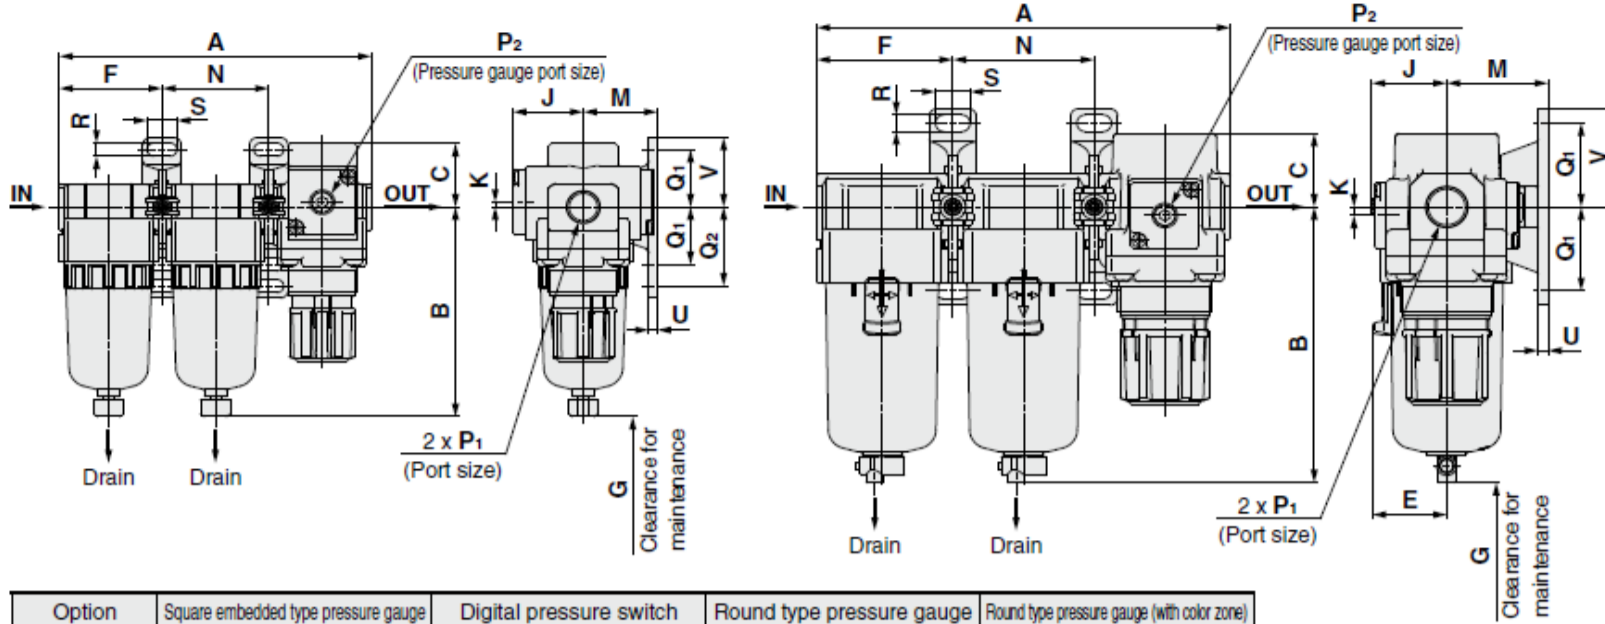 A
F
N
S
R
P2
(Pressure gauge port size)
J
M
C
K
Q1
V
IN
OUT
Q1
Q2
B
U
2 x P1
(Port size)
Drain
Drain
G
Clearance for
maintenance
A
F
N
S
R
P2
(Pressure gauge port size)
J
M
C
K
Q1
V
IN
OUT
Q1
B
U
E
2 x P1
(Port size)
Drain
Drain
G
Clearance for
maintenance
Option Square embedded type pressure gauge Digital pressure switch Round type pressure gauge Round type pressure gauge (with color zone)